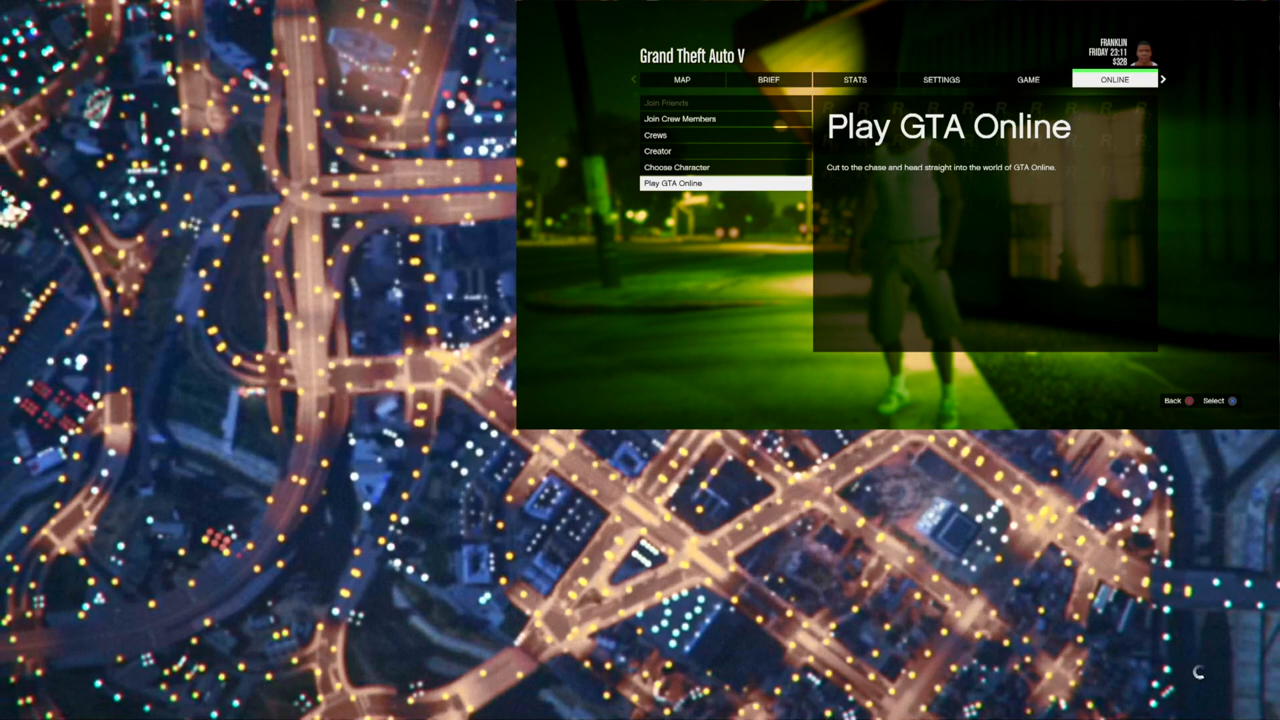 Grand Theft Auto V
FRANKLIN
FRIDAY 23:11
$328
MAP BRIEF STATS SETTINGS GAME ONLINE
Join Friends
Join Crew Members
Crews
Creator
Choose Character
Play GTA Online
Play GTA Online
Cut to the chase and head straight into the world of GTA Online.
Back Select